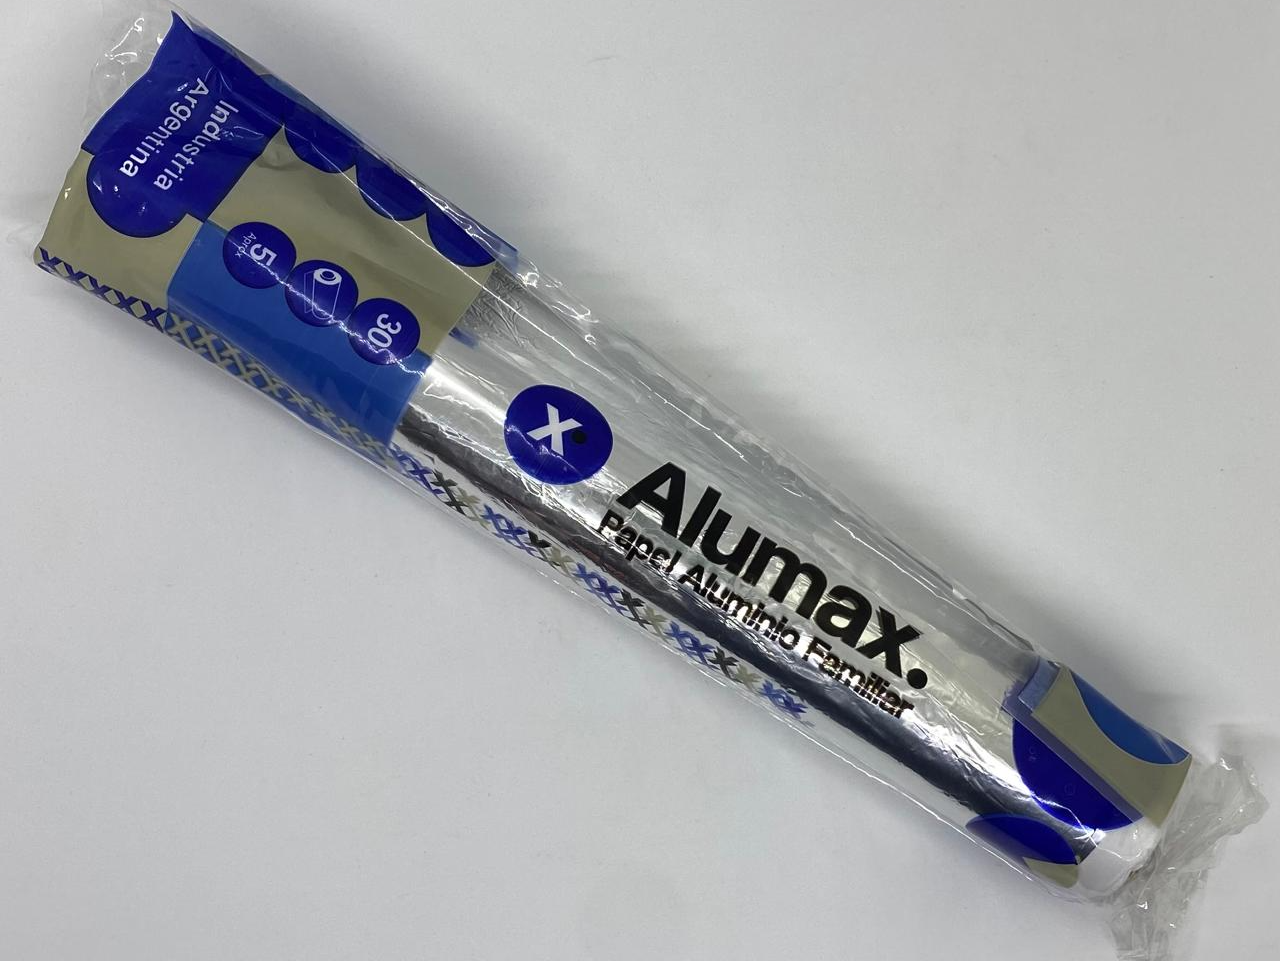 Industria
Argentina
Aprox
5
30
x
Alumax.
Papel Aluminio Familiar